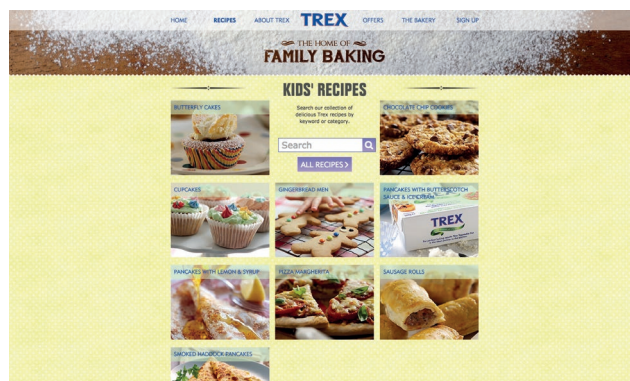 HOME RECIPES ABOUT TREX TREX OFFERS THE BAKERY SIGN UP
THE HOME OF
FAMILY BAKING
KIDS' RECIPES
BUTTERFLY CAKES
Search our collection of
delicious Trex recipes by
keyword or category.
CHOCOLATE CHIP COOKIES
Search
ALL RECIPES >
CUPCAKES
GINGERBREAD MEN
PANCAKES WITH BUTTERSCOTCH
SAUCE & ICE CREAM
TREX
PANCAKES WITH LEMON & SYRUP
PIZZA MARGHERITA
SAUSAGE ROLLS
SMOKED HADDOCK PANCAKES